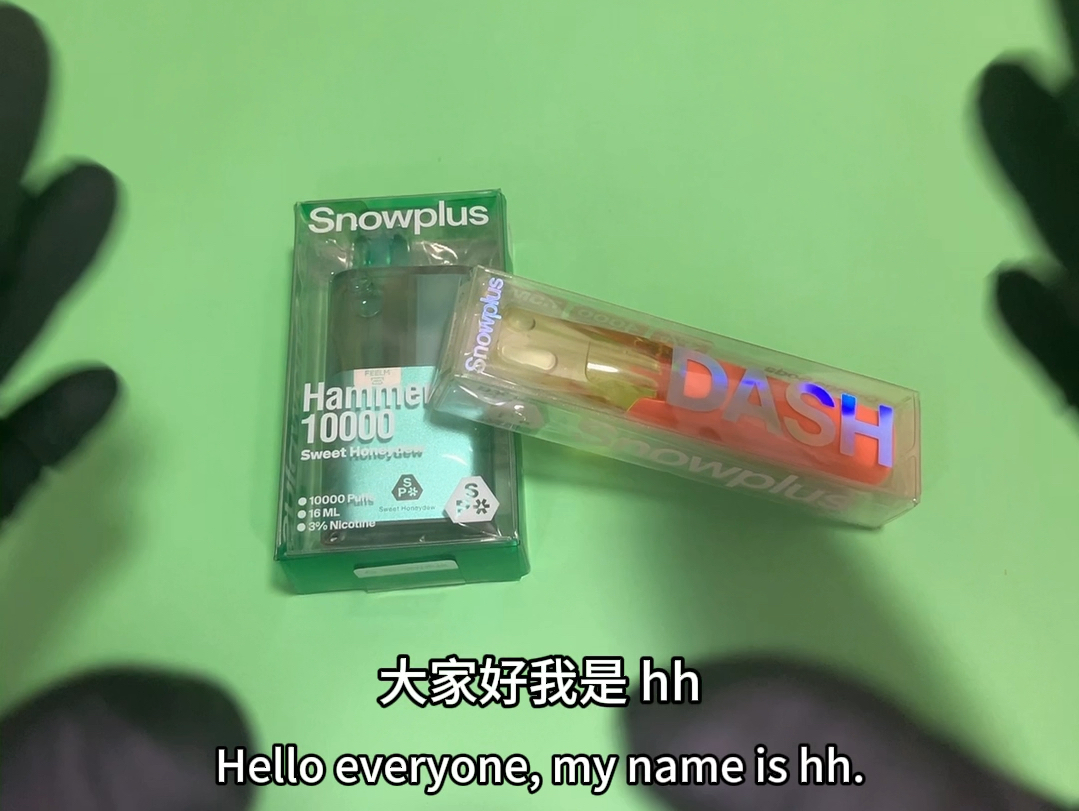 Snowplus
FEELM
Hammer
10000
Sweet Honeydew
10000 Puffs
16 ML
3% Nicotine
S
P
Sweet Honeydew
S
P
Snowplus
DASH
Snowplus
大家好我是 hh
Hello everyone, my name is hh.